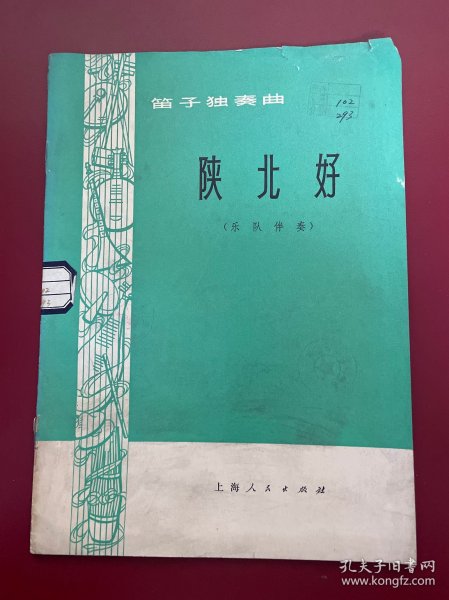 笛子独奏曲
102
293
陕北好
（乐队伴奏）
上海人民出版社
孔夫子旧书网
www.kongfz.com